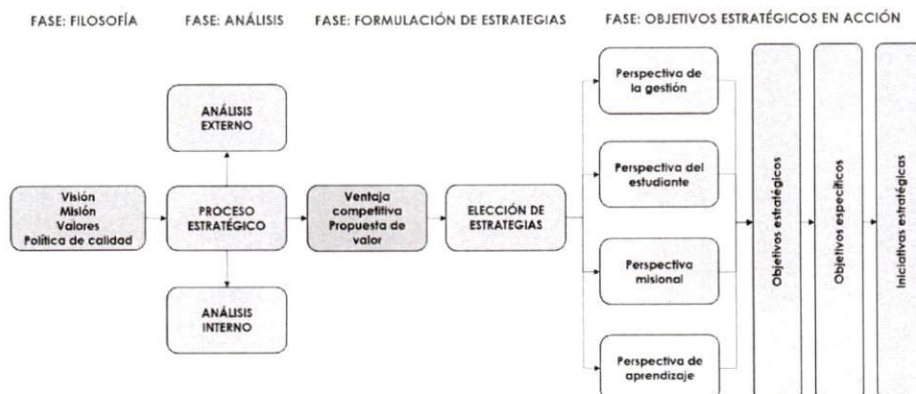 FASE: FILOSOFÍA
FASE: ANÁLISIS
FASE: FORMULACIÓN DE ESTRATEGIAS
FASE: OBJETIVOS ESTRATÉGICOS EN ACCIÓN
Visión
Misión
Valores
Política de calidad
ANÁLISIS
EXTERNO
PROCESO
ESTRATÉGICO
ANÁLISIS
INTERNO
Ventaja
competitiva
Propuesta de
valor
ELECCIÓN DE
ESTRATEGIAS
Perspectiva de
la gestión
Perspectiva del
estudiante
Perspectiva
misional
Perspectiva de
aprendizaje
Objetivos estratégicos
Objetivos específicos
Iniciativas estratégicas